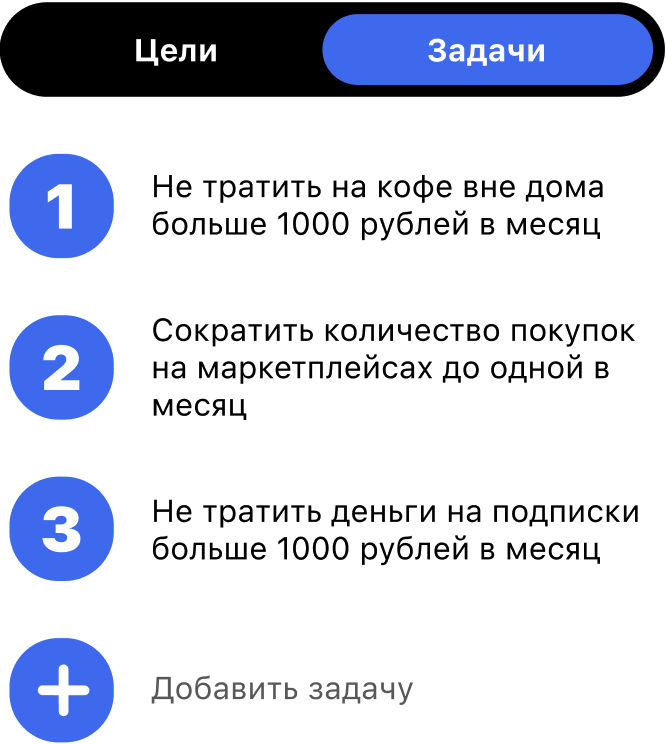 Цели Задачи
1 Не тратить на кофе вне дома
больше 1000 рублей в месяц
2 Сократить количество покупок
на маркетплейсах до одной в
месяц
3 Не тратить деньги на подписки
больше 1000 рублей в месяц
+ Добавить задачу